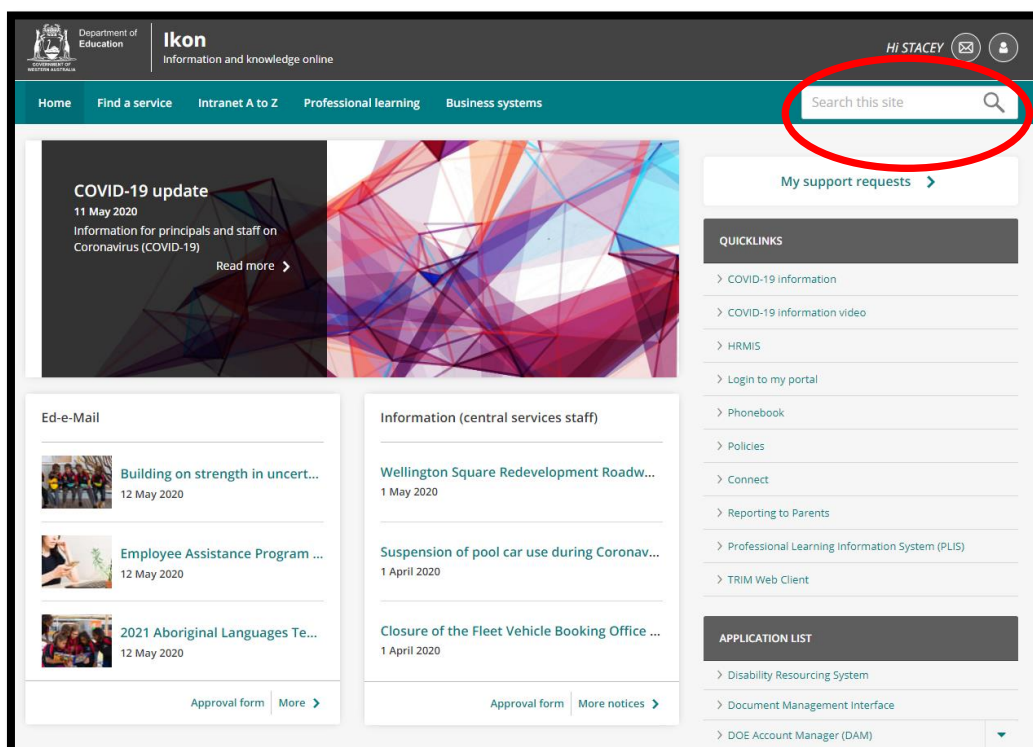 Department of
Education
GOVERNMENT OF
WESTERN AUSTRALIA
Ikon
Information and knowledge online
Hi STACEY
Home Find a service Intranet A to Z Professional learning Business systems
Search this site
COVID-19 update
11 May 2020
Information for principals and staff on
Coronavirus (COVID-19)
Read more
My support requests
QUICKLINKS
COVID-19 information
COVID-19 information video
HRMIS
Login to my portal
Phonebook
Policies
Connect
Reporting to Parents
Professional Learning Information System (PLIS)
TRIM Web Client
Ed-e-Mail
Building on strength in uncert...
12 May 2020
Employee Assistance Program ...
12 May 2020
2021 Aboriginal Languages Te...
12 May 2020
Approval form More
Information (central services staff)
Wellington Square Redevelopment Roadw...
1 May 2020
Suspension of pool car use during Coronav...
1 April 2020
Closure of the Fleet Vehicle Booking Office ...
1 April 2020
Approval form More notices
APPLICATION LIST
Disability Resourcing System
Document Management Interface
DOE Account Manager (DAM)